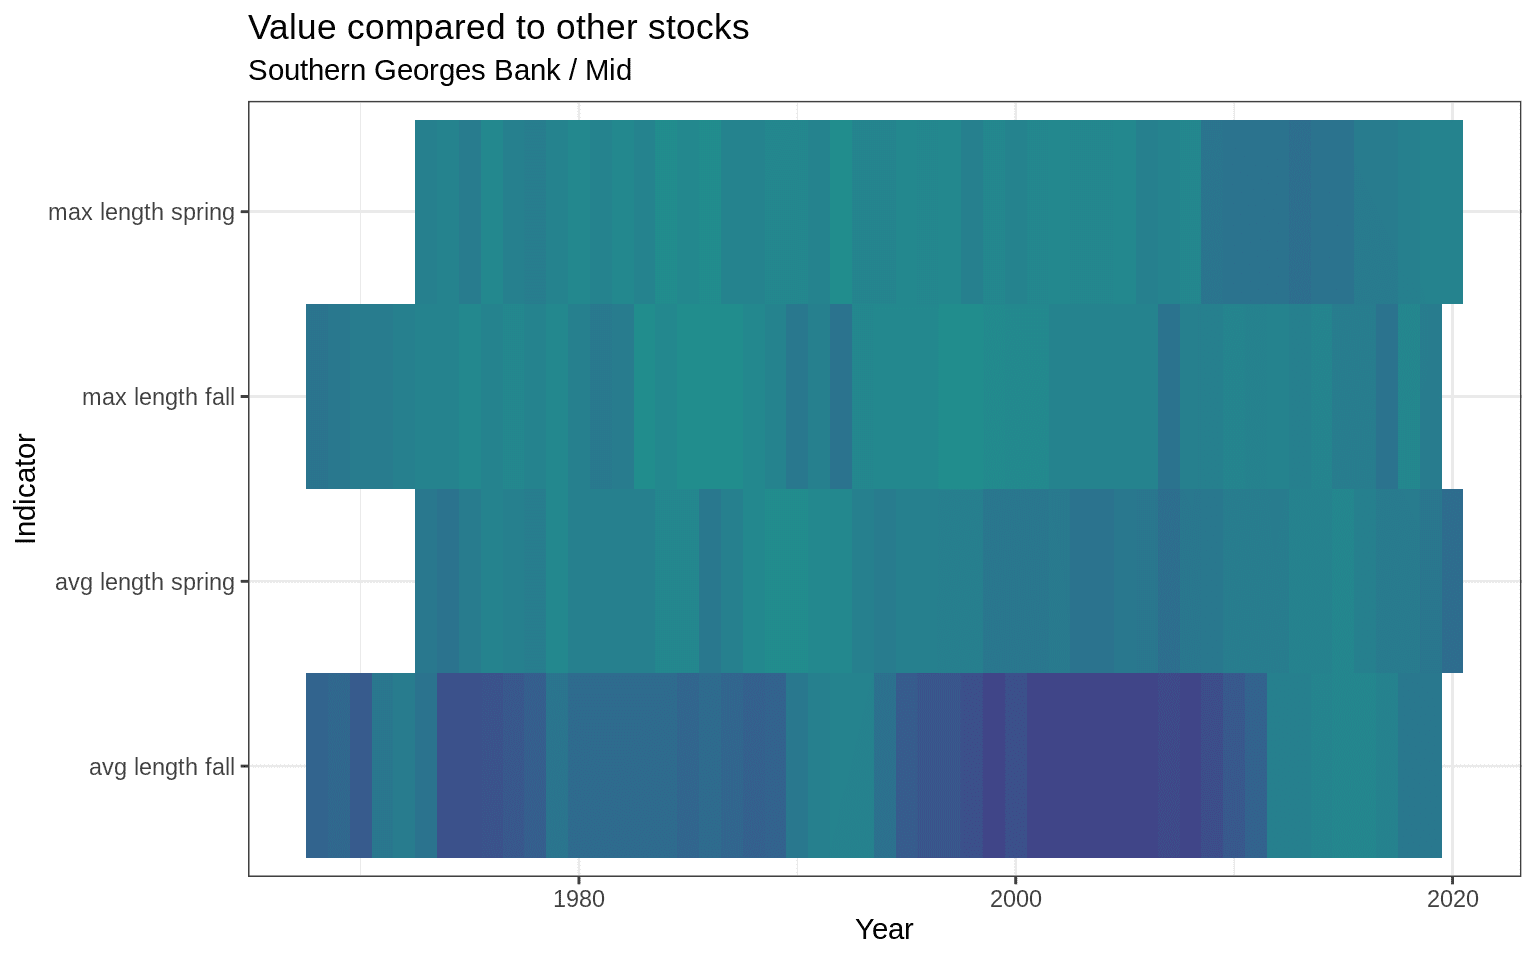 Value compared to other stocks
Southern Georges Bank / Mid
max length spring
max length fall
avg length spring
avg length fall
Indicator
1980
2000
2020
Year